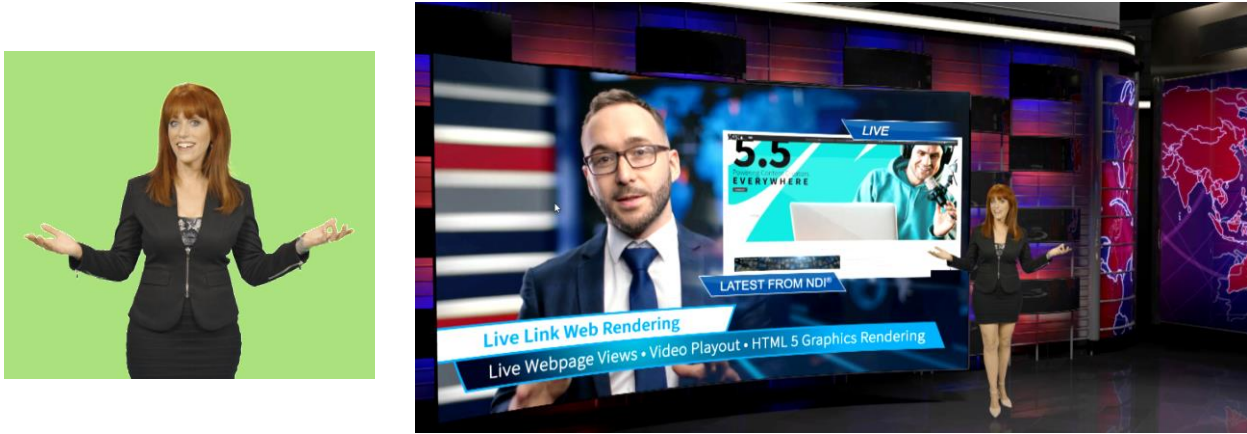 LIVE
5.5
EVERYWHERE
LATEST FROM NDI®
Live Link Web Rendering
Live Webpage Views • Video Playout • HTML 5 Graphics Rendering